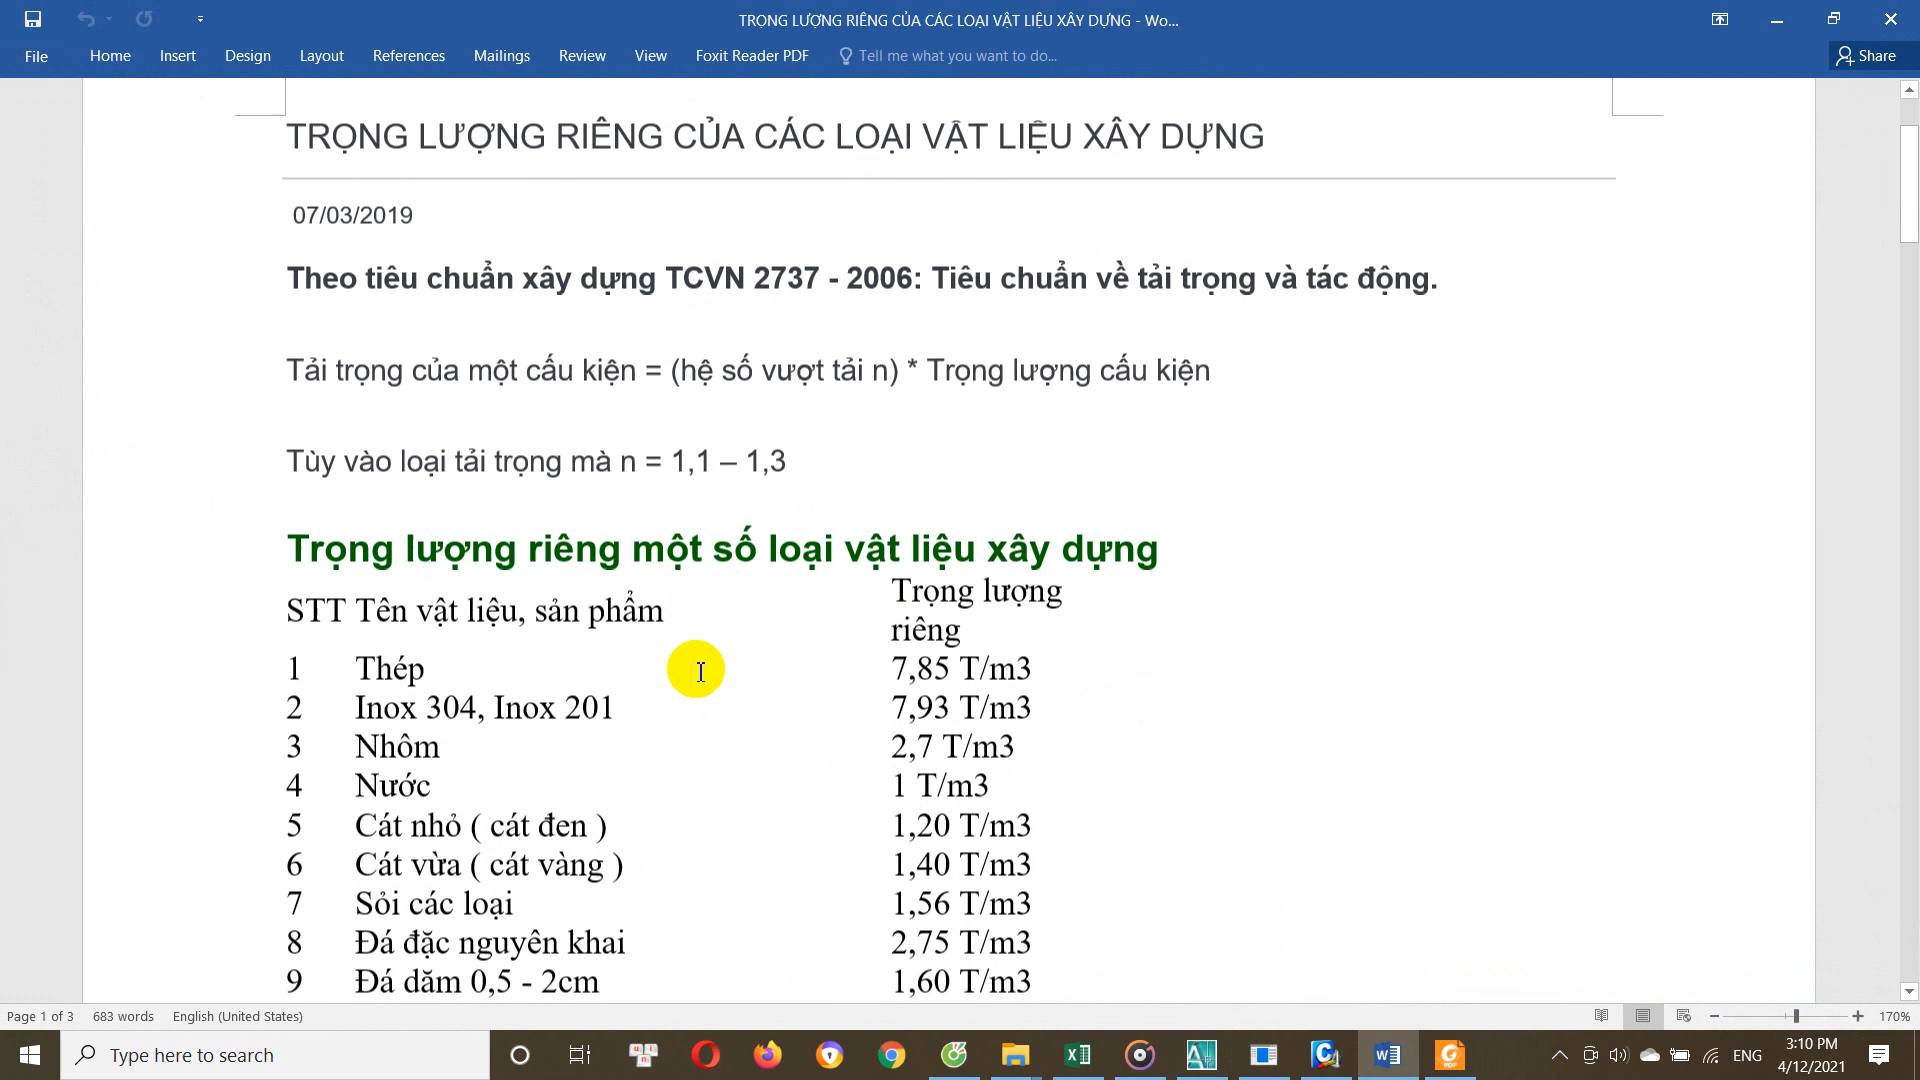 TRỌNG LƯỢNG RIÊNG CỦA CÁC LOẠI VẬT LIỆU XÂY DỰNG - Wo...
File Home Insert Design Layout References Mailings Review View Foxit Reader PDF Tell me what you want to do... Share
TRỌNG LƯỢNG RIÊNG CỦA CÁC LOẠI VẬT LIỆU XÂY DỰNG
07/03/2019
Theo tiêu chuẩn xây dựng TCVN 2737 - 2006: Tiêu chuẩn về tải trọng và tác động.
Tải trọng của một cấu kiện = (hệ số vượt tải n) * Trọng lượng cấu kiện
Tùy vào loại tải trọng mà n = 1,1 – 1,3
Trọng lượng riêng một số loại vật liệu xây dựng
STT Tên vật liệu, sản phẩm Trọng lượng
riêng
1 Thép 7,85 T/m3
2 Inox 304, Inox 201 7,93 T/m3
3 Nhôm 2,7 T/m3
4 Nước 1 T/m3
5 Cát nhỏ ( cát đen ) 1,20 T/m3
6 Cát vừa ( cát vàng ) 1,40 T/m3
7 Sỏi các loại 1,56 T/m3
8 Đá đặc nguyên khai 2,75 T/m3
9 Đá dăm 0,5 - 2cm 1,60 T/m3
Page 1 of 3 683 words English (United States) 170%
Type here to search ENG 3:10 PM
4/12/2021